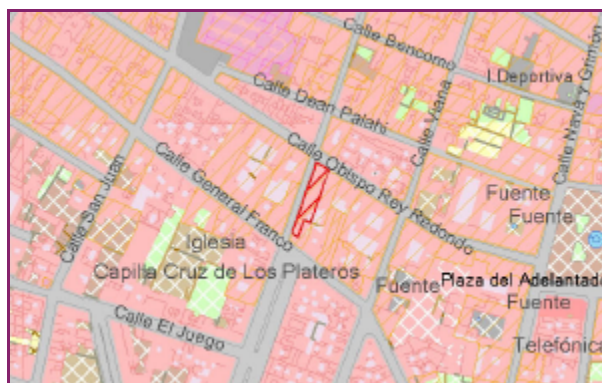 Calle Bencomo
I.Deportiva
Calle Nava y Grimón
Calle Dean Palahi
Calle Viana
Calle Obispo Rey Redondo
Calle General Franco
Calle San Juan
Fuente
Fuente
Iglesia
Capilla Cruz de Los Plateros
Fuente
Plaza del Adelantado
Fuente
Calle El Juego
Telefónica